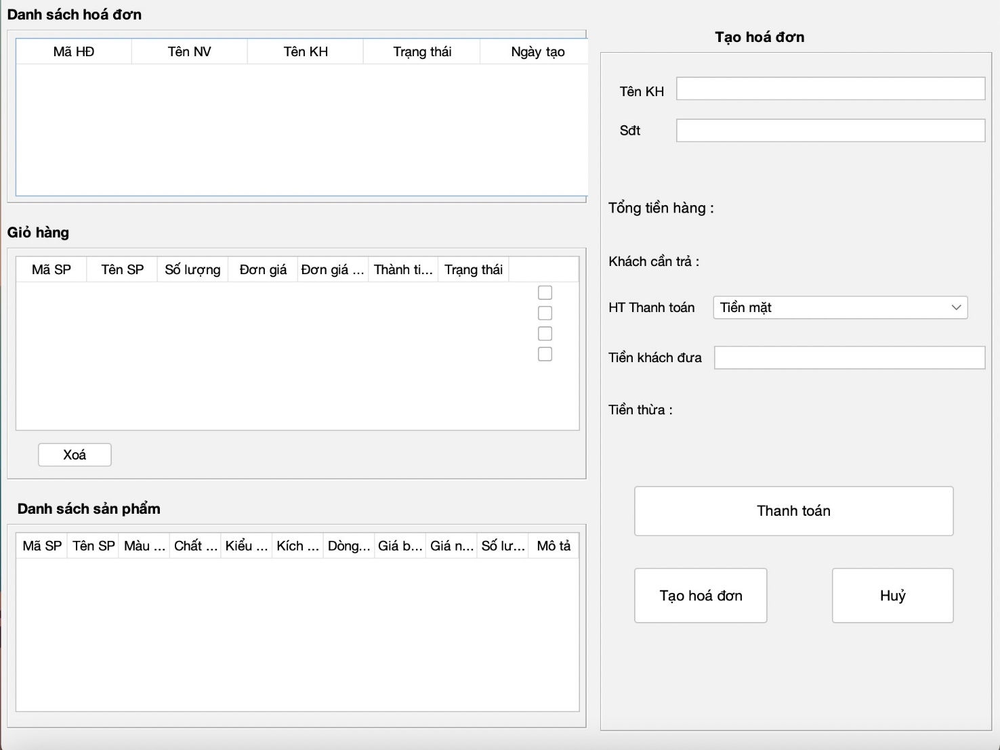 Danh sách hoá đơn
Mã HĐ Tên NV Tên KH Trạng thái Ngày tạo
Giỏ hàng
Mã SP Tên SP Số lượng Đơn giá Đơn giá ... Thành ti... Trạng thái
Xoá
Danh sách sản phẩm
Mã SP Tên SP Màu ... Chất ... Kiểu ... Kích ... Dòng... Giá b... Giá n... Số lư... Mô tả
Tạo hoá đơn
Tên KH
Sđt
Tổng tiền hàng :
Khách cần trả :
HT Thanh toán Tiền mặt
Tiền khách đưa
Tiền thừa :
Thanh toán
Tạo hoá đơn Huỷ